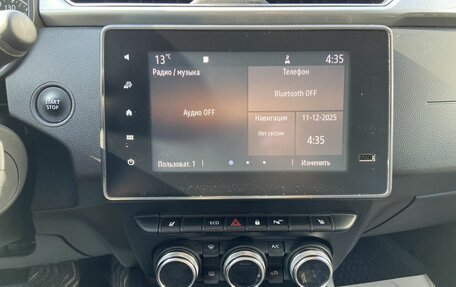 130
START
STOP
13°C
4:35
Радио / музыка
Телефон
Аудио OFF
Bluetooth OFF
Навигация
11-12-2025
Нет сессии
4:35
Пользоват. 1
Изменить
ECO
A/C